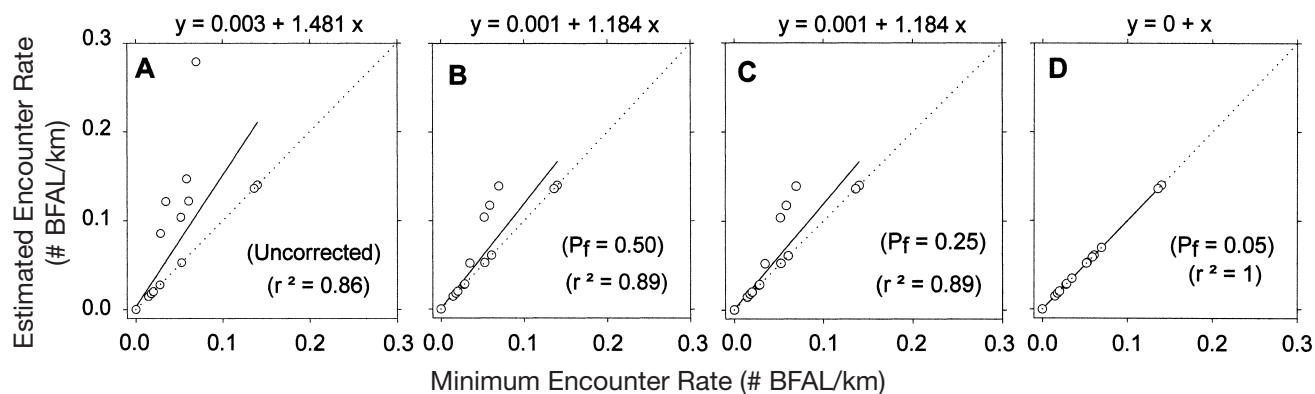 y = 0.003 + 1.481 x
y = 0.001 + 1.184 x
y = 0.001 + 1.184 x
y = 0 + x
Estimated Encounter Rate
(# BFAL/km)
0.3
0.2
0.1
0.0
A
(Uncorrected)
(r ² = 0.86)
0.0 0.1 0.2 0.3
B
(Pf = 0.50)
(r ² = 0.89)
0.0 0.1 0.2 0.3
C
(Pf = 0.25)
(r ² = 0.89)
0.0 0.1 0.2 0.3
D
(Pf = 0.05)
(r ² = 1)
0.0 0.1 0.2 0.3
Minimum Encounter Rate (# BFAL/km)